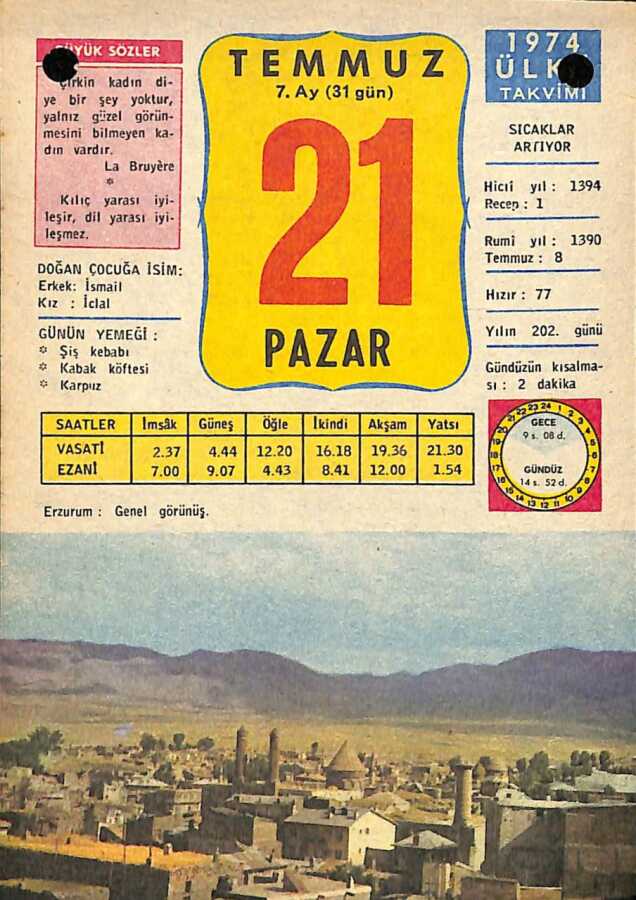 BÜYÜK SÖZLER
Çirkin kadın di-
ye bir şey yoktur,
yalnız güzel görün-
mesini bilmeyen ka-
dın vardır.
La Bruyère
Kılıç yarası iyi-
leşir, dil yarası iyi-
leşmez.
DOĞAN ÇOCUĞA İSİM:
Erkek: İsmail
Kız : İclal
GÜNÜN YEMEĞİ :
Şiş kebabı
Kabak köftesi
Karpuz
TEMMUZ
7. Ay (31 gün)
21
PAZAR
1974
ÜLKÜ
TAKVİMİ
SICAKLAR
ARTIYOR
Hicrî yıl : 1394
Recep : 1
Rumî yıl : 1390
Temmuz : 8
Hızır : 77
Yılın 202. günü
Gündüzün kısalma-
sı : 2 dakika
SAATLER İmsâk Güneş Öğle İkindi Akşam Yatsı
VASATİ 2.37 4.44 12.20 16.18 19.36 21.30
EZANİ 7.00 9.07 4.43 8.41 12.00 1.54
GECE
9 s. 08 d.
GÜNDÜZ
14 s. 52 d.
Erzurum : Genel görünüş.